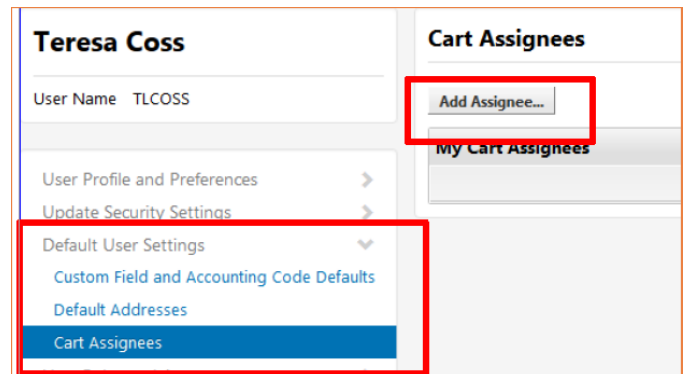 Teresa Coss
User Name TLCOSS
User Profile and Preferences
Update Security Settings
Default User Settings
Custom Field and Accounting Code Defaults
Default Addresses
Cart Assignees
Cart Assignees
Add Assignee...
My Cart Assignees